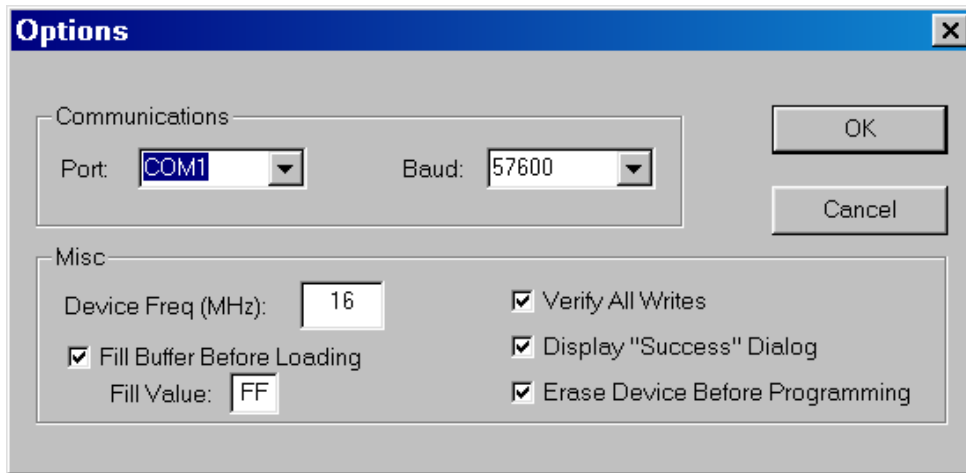 Options
Communications
Port: COM1 Baud: 57600
OK
Cancel
Misc
Device Freq (MHz): 16
Fill Buffer Before Loading
Fill Value: FF
Verify All Writes
Display "Success" Dialog
Erase Device Before Programming